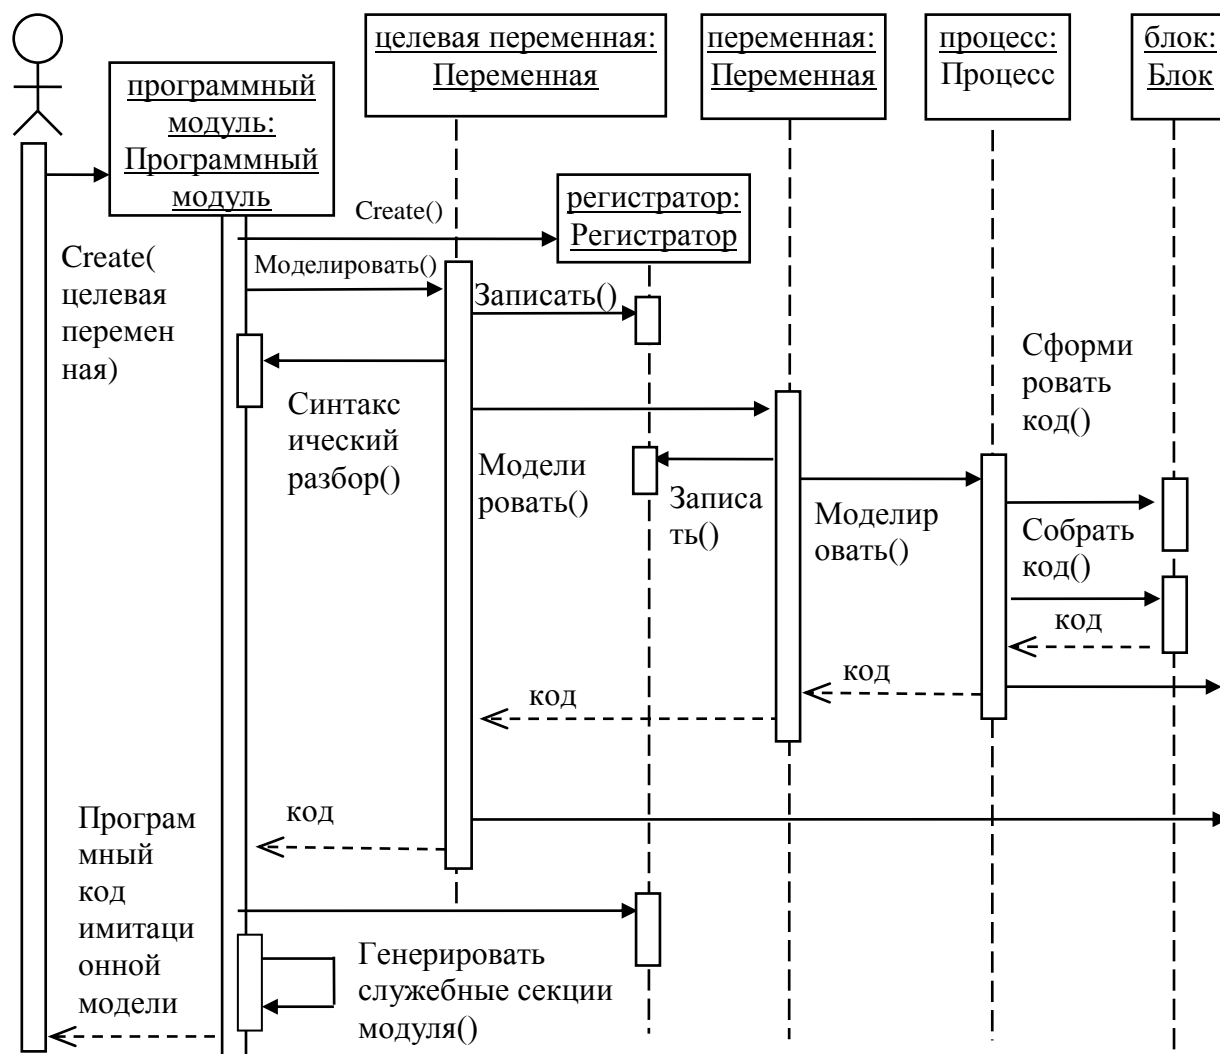 целевая переменная:
Переменная
переменная:
Переменная
процесс:
Процесс
блок:
Блок
программный
модуль:
Программный
модуль
регистратор:
Регистратор
Create()
Create(
целевая
перемен
ная)
Моделировать()
Записать()
Синтакс
ический
разбор()
Модели
ровать()
Записа
ть()
Моделир
овать()
Сформи
ровать
код()
Собрать
код()
код
код
код
код
Програм
мный
код
имитаци
онной
модели
Генерировать
служебные секции
модуля()